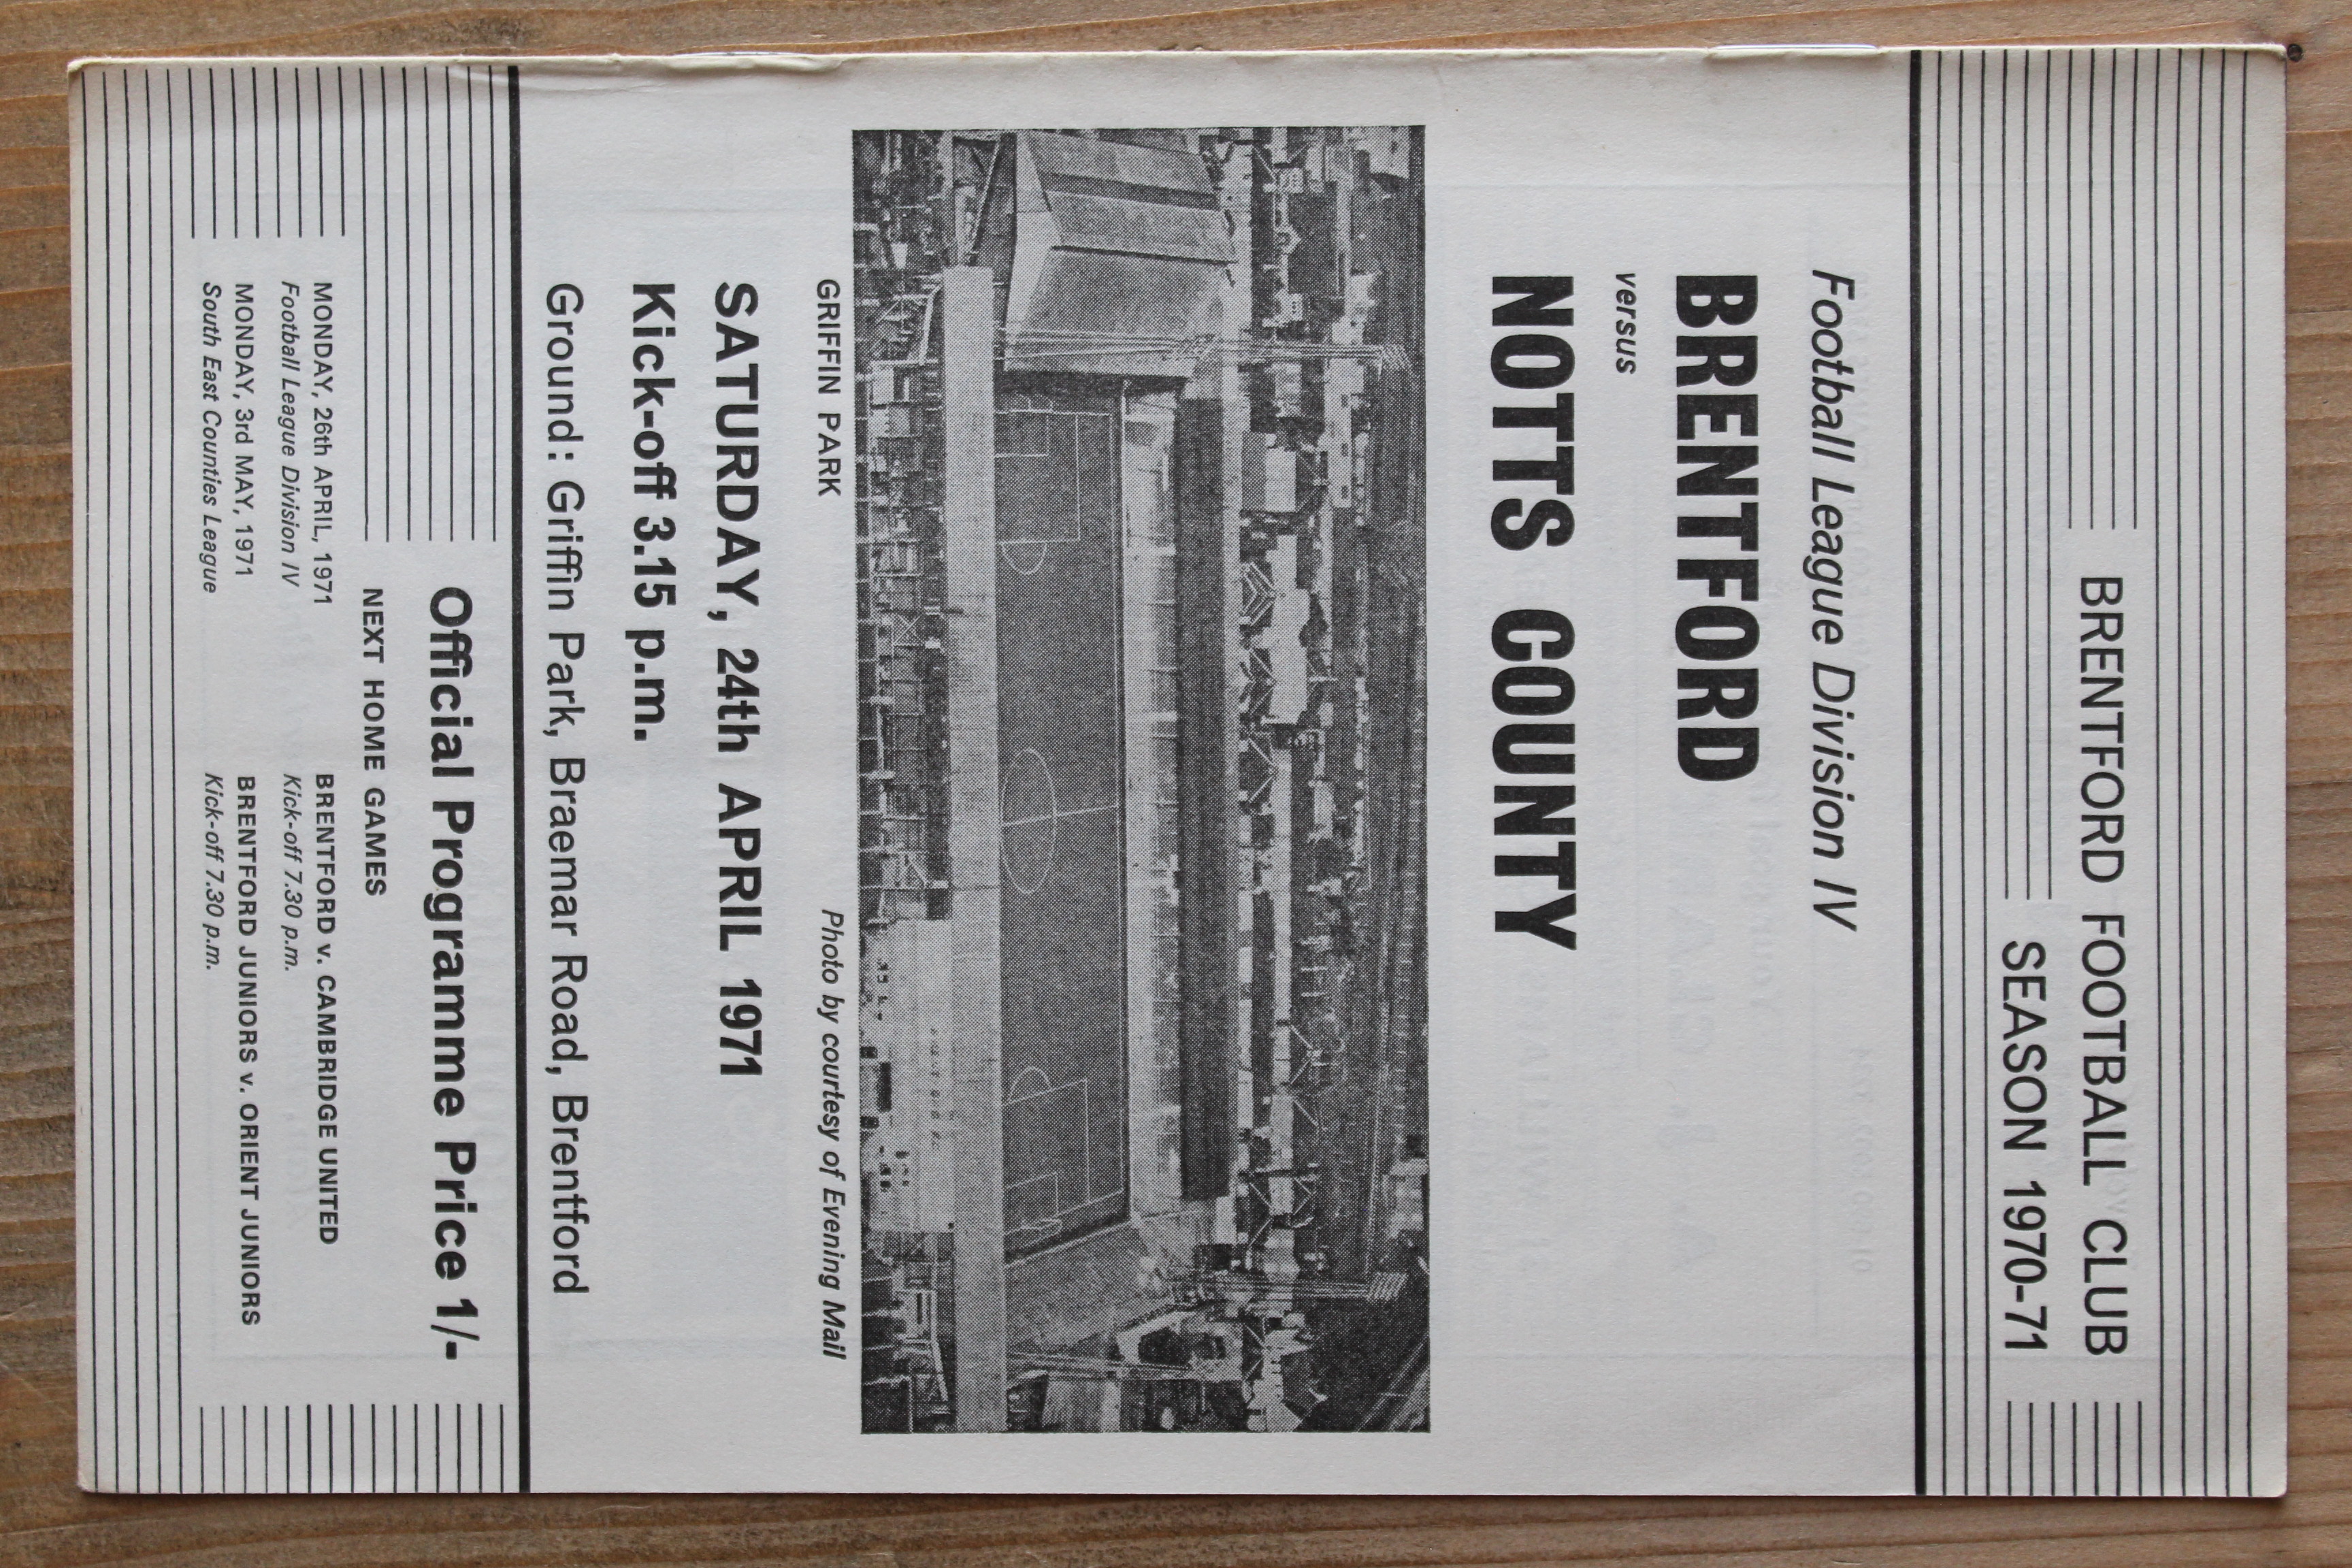 BRENTFORD FOOTBALL CLUB
SEASON 1970-71
Football League Division IV
BRENTFORD
versus
NOTTS COUNTY
GRIFFIN PARK Photo by courtesy of Evening Mail
SATURDAY, 24th APRIL 1971
Kick-off 3.15 p.m.
Ground: Griffin Park, Braemar Road, Brentford
Official Programme Price 1/-
NEXT HOME GAMES
MONDAY, 26th APRIL, 1971 BRENTFORD v. CAMBRIDGE UNITED
Football League Division IV Kick-off 7.30 p.m.
MONDAY, 3rd MAY, 1971 BRENTFORD JUNIORS v. ORIENT JUNIORS
South East Counties League Kick-off 7.30 p.m.